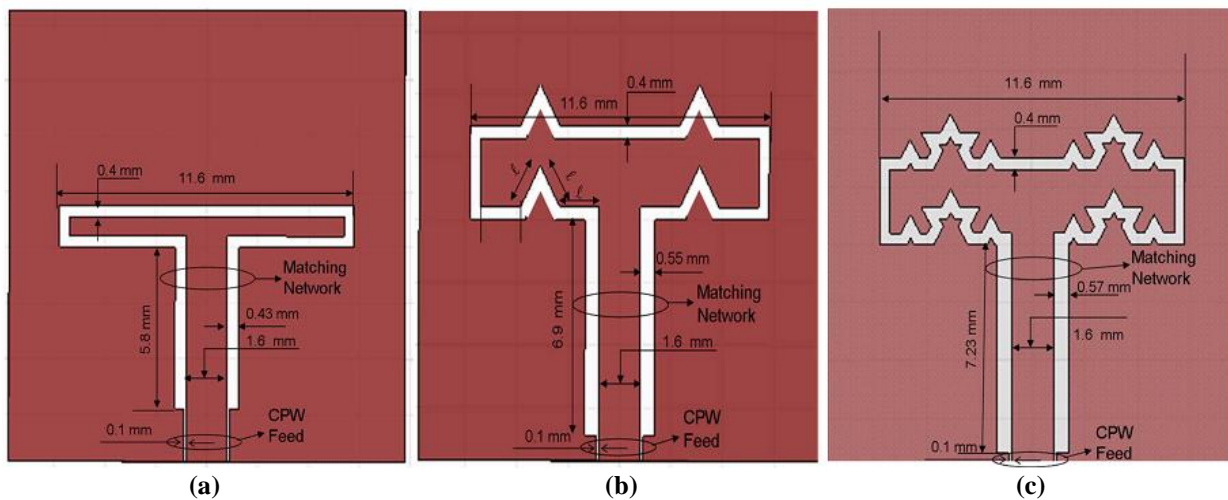 0.4 mm
11.6 mm
Matching
Network
5.8 mm
0.43 mm
1.6 mm
CPW
Feed
0.1 mm
(a)
0.4 mm
11.6 mm
ℓ
ℓ
ℓ
0.55 mm
Matching
Network
6.9 mm
1.6 mm
CPW
Feed
0.1 mm
(b)
11.6 mm
0.4 mm
Matching
Network
0.57 mm
7.23 mm
1.6 mm
CPW
Feed
0.1 mm
(c)